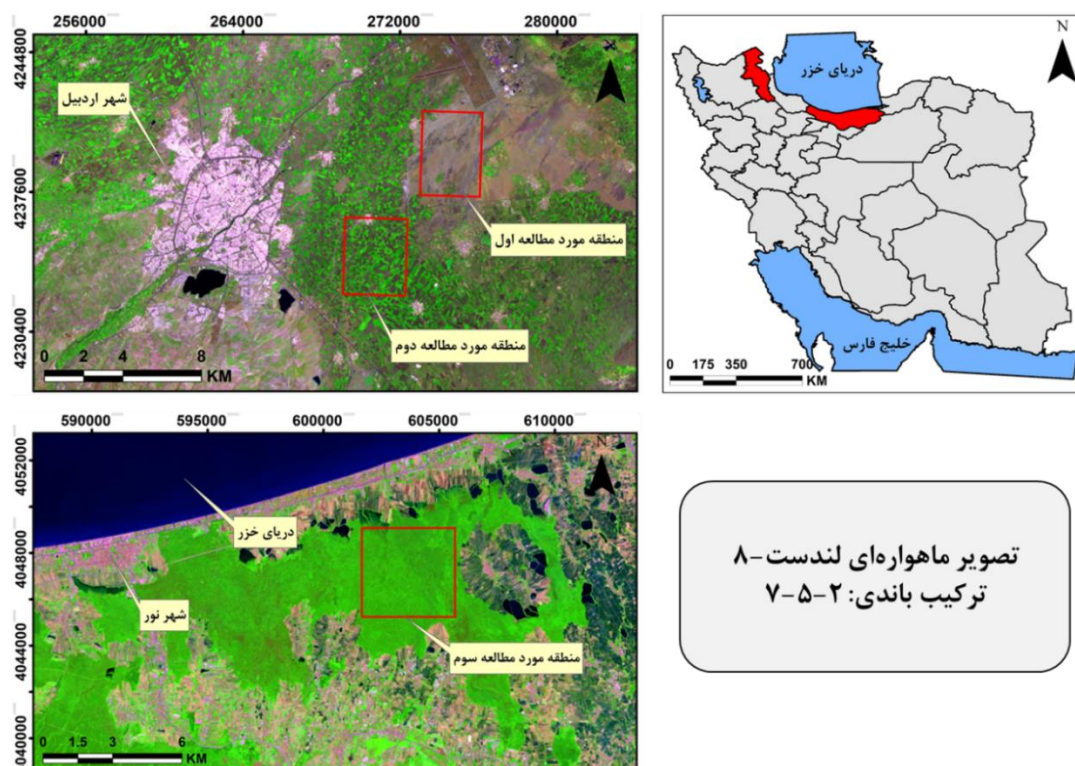 256000 264000 272000 280000
4244800
4237600
4230400
شهر اردبیل
منطقه مورد مطالعه اول
منطقه مورد مطالعه دوم
0 2 4 8
KM
N
دریای خزر
خلیج فارس
0 175 350 700
KM
590000 595000 600000 605000 610000
4052000
4048000
4044000
4040000
N
دریای خزر
شهر نور
منطقه مورد مطالعه سوم
0 1.5 3 6
KM
تصویر ماهواره‌ای لندست-۸
ترکیب باندی: ۲-۵-۷